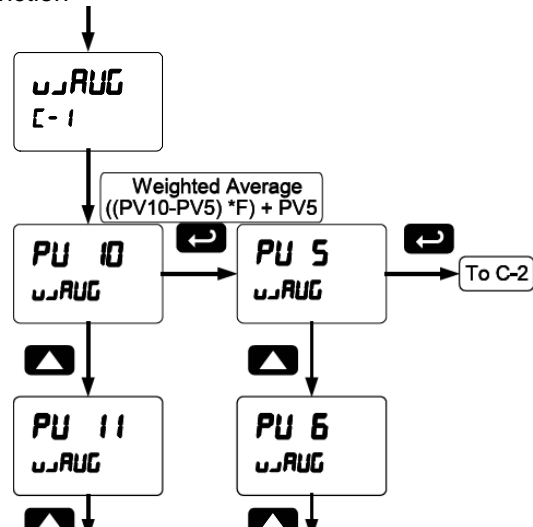 wAVG
C-1
Weighted Average
((PV10-PV5) *F) + PV5
PV 10
wAVG
PV 5
wAVG
To C-2
PV 11
wAVG
PV 6
wAVG